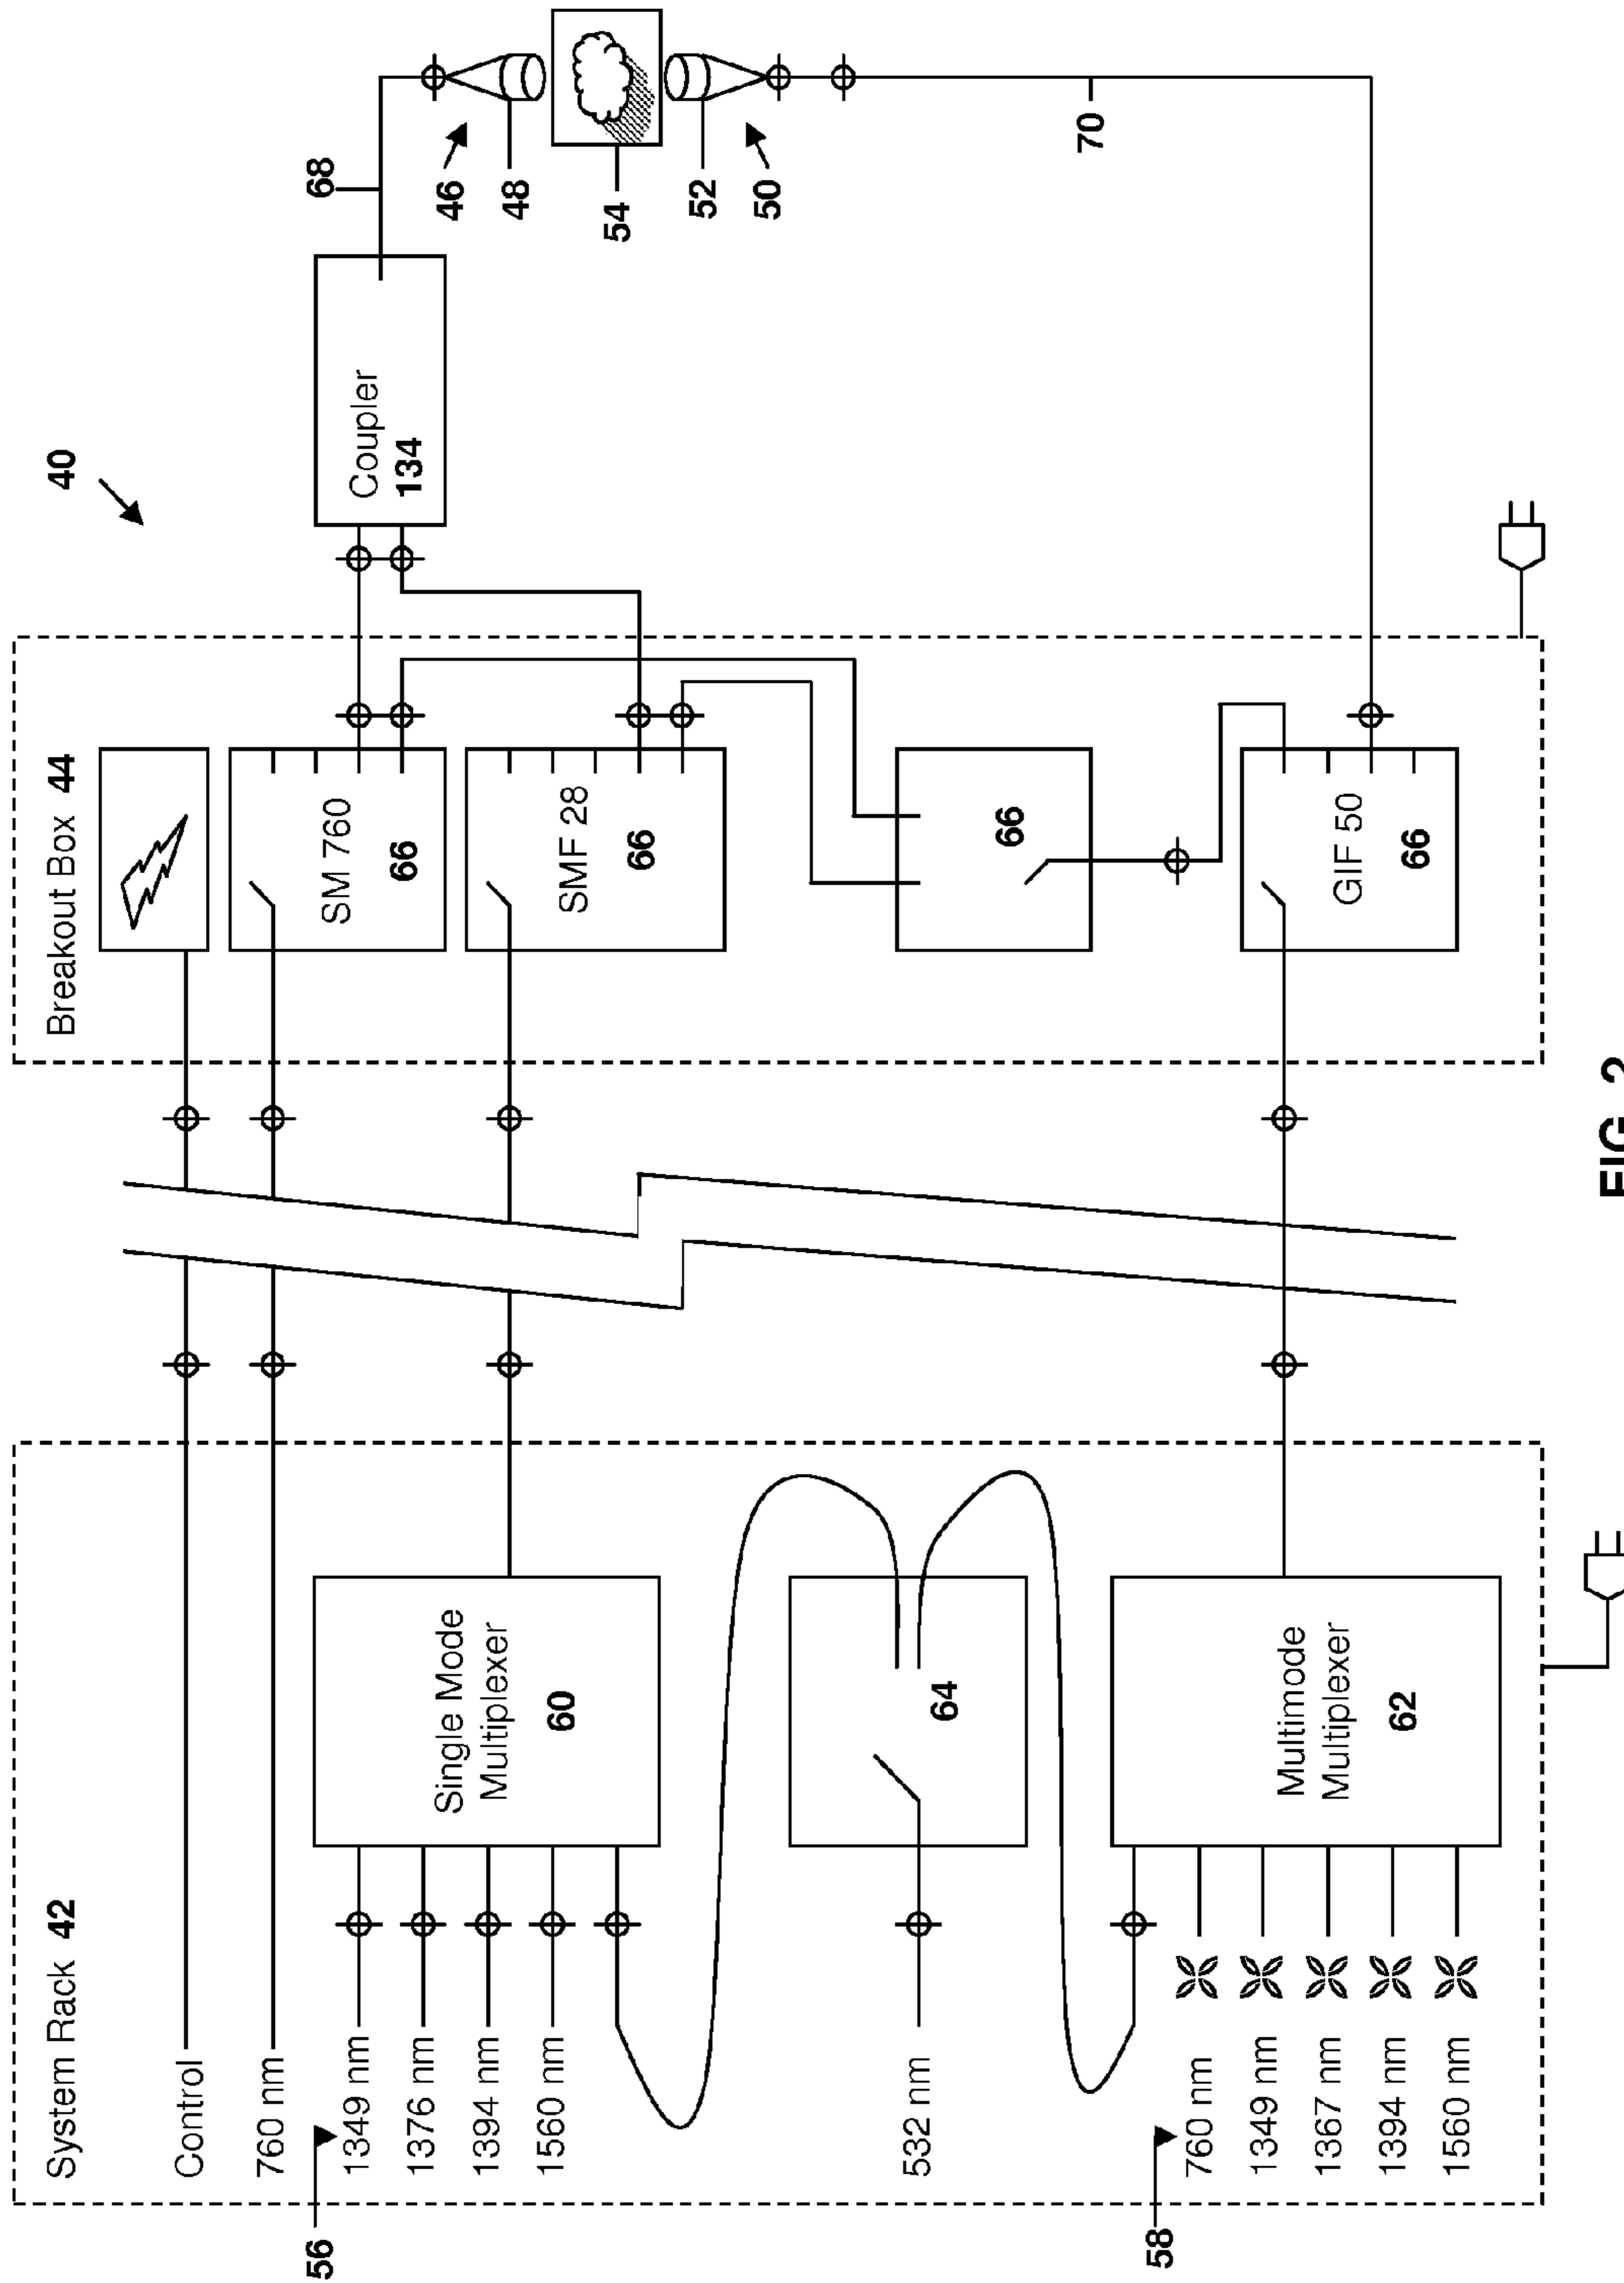 40
System Rack 42
Breakout Box 44
Control
760 nm
56
1349 nm
1376 nm
1394 nm
1560 nm
Single Mode
Multiplexer
60
532 nm
64
58
760 nm
1349 nm
1367 nm
1394 nm
1560 nm
Multimode
Multiplexer
62
SM 760
66
SMF 28
66
66
GIF 50
66
Coupler
134
68
46
48
54
52
50
70
FIG. 2